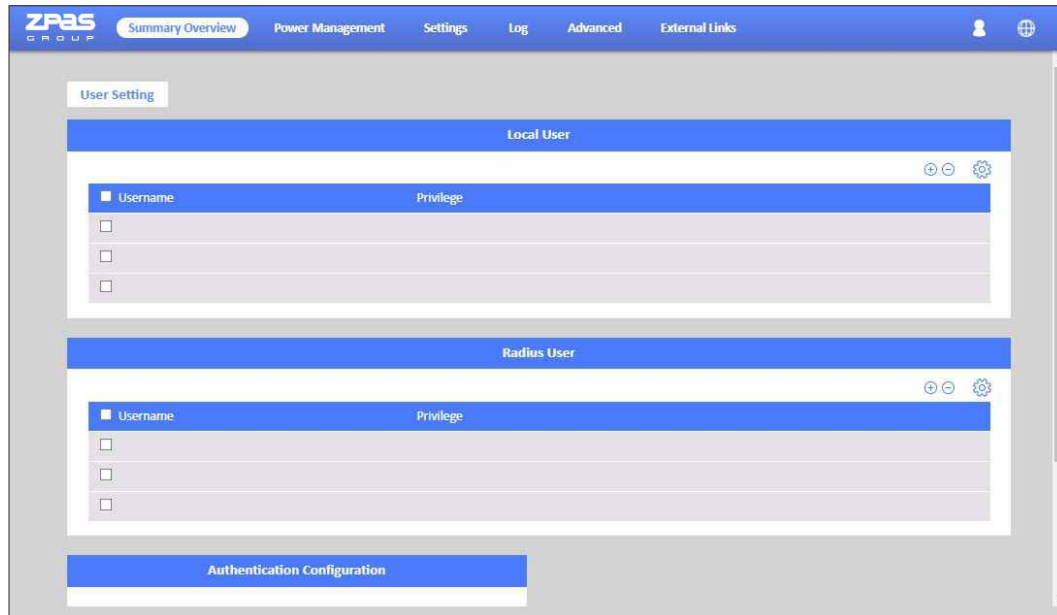 ZPAS
GROUP
Summary Overview Power Management Settings Log Advanced External Links
User Setting
Local User
Username Privilege
Radius User
Username Privilege
Authentication Configuration